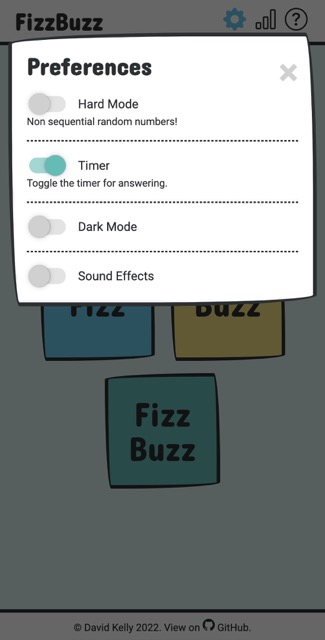 FizzBuzz
Preferences
Hard Mode
Non sequential random numbers!
Timer
Toggle the timer for answering.
Dark Mode
Sound Effects
Fizz
Buzz
Fizz
Buzz
© David Kelly 2022. View on GitHub.